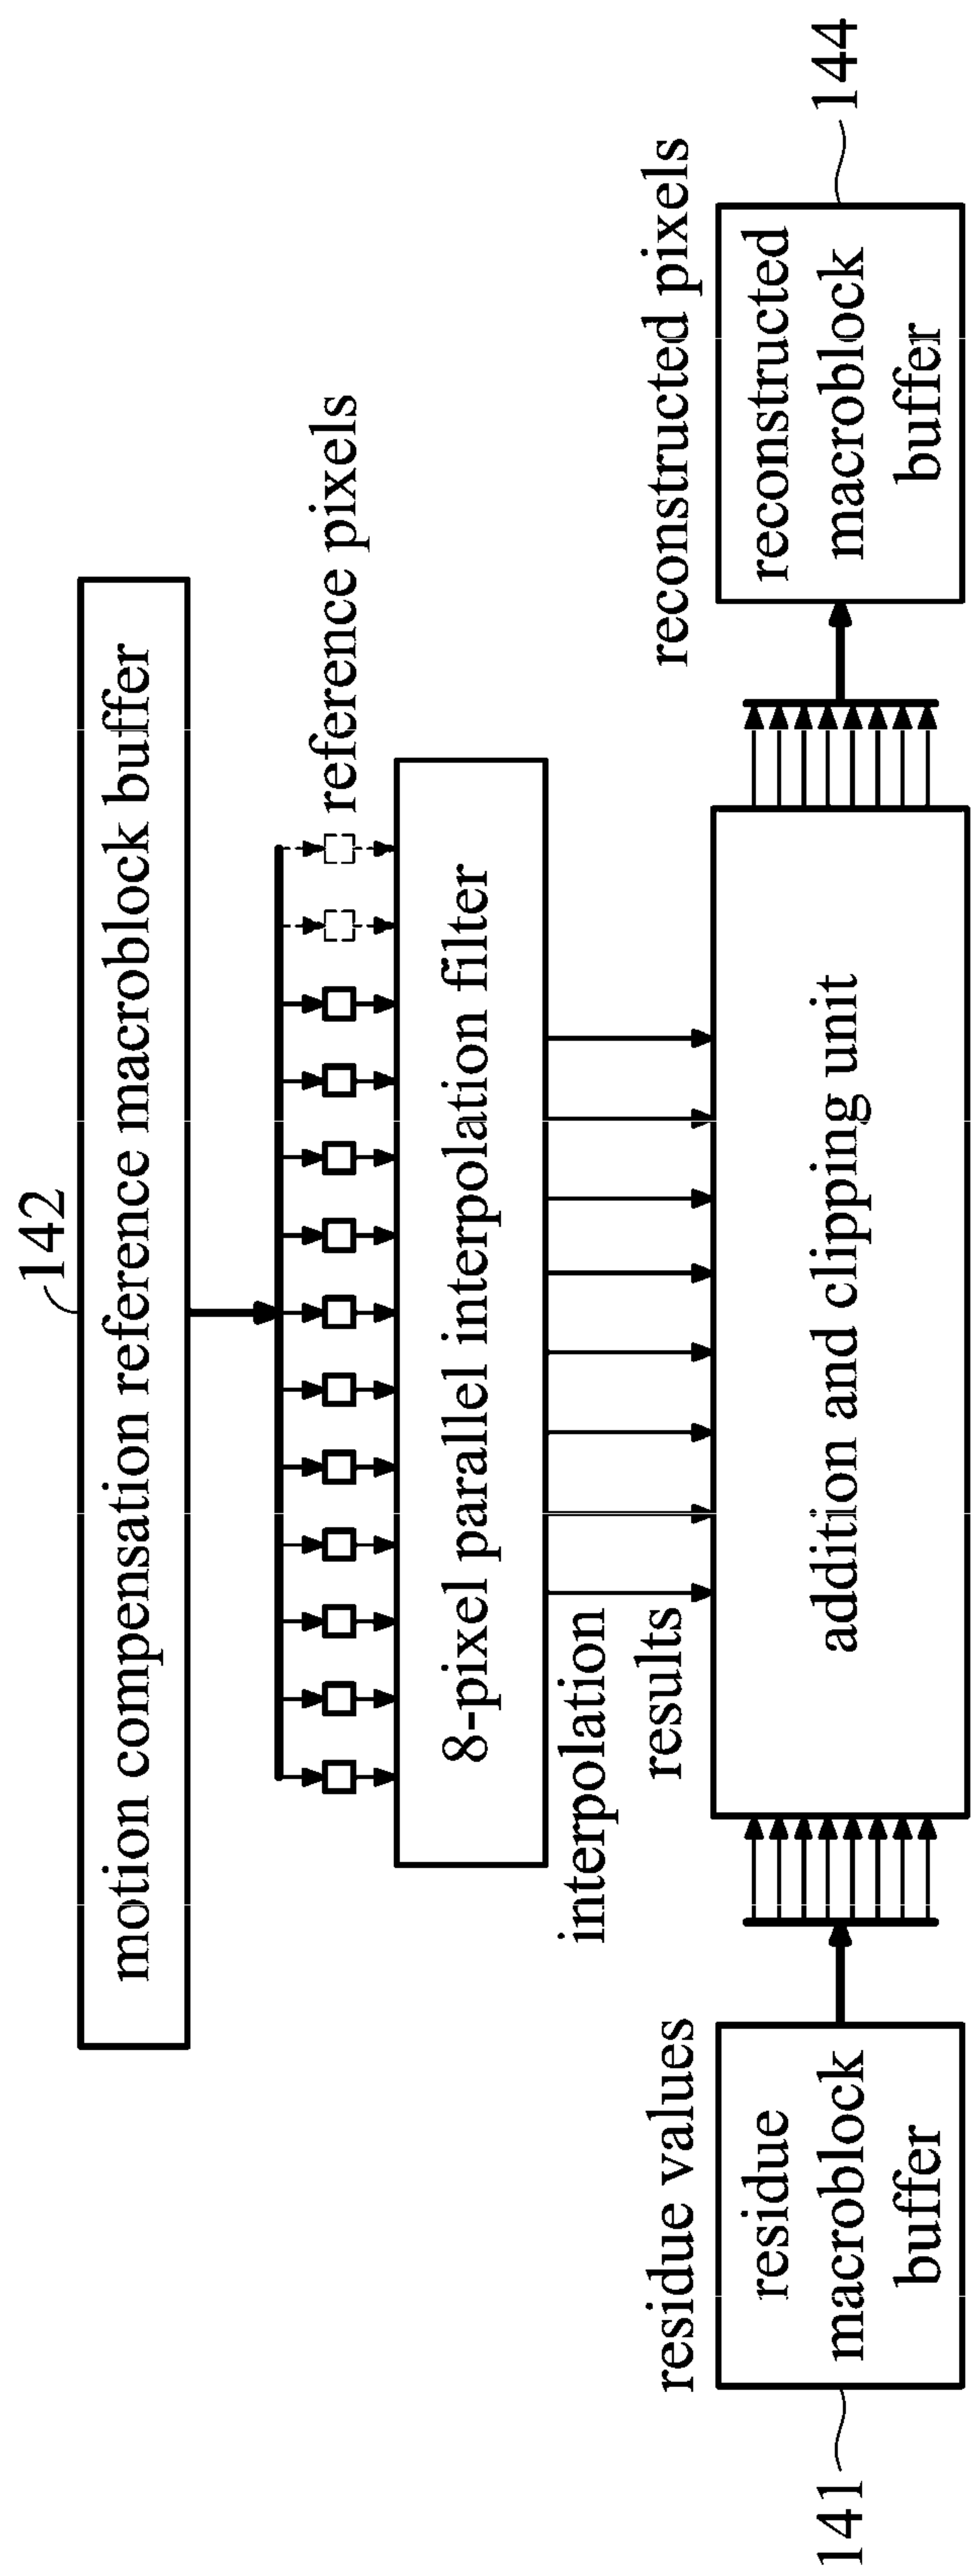 142
motion compensation reference macroblock buffer
reference pixels
8-pixel parallel interpolation filter
interpolation
results
residue values
reconstructed pixels
141
residue
macroblock
buffer
addition and clipping unit
reconstructed
macroblock
buffer
144